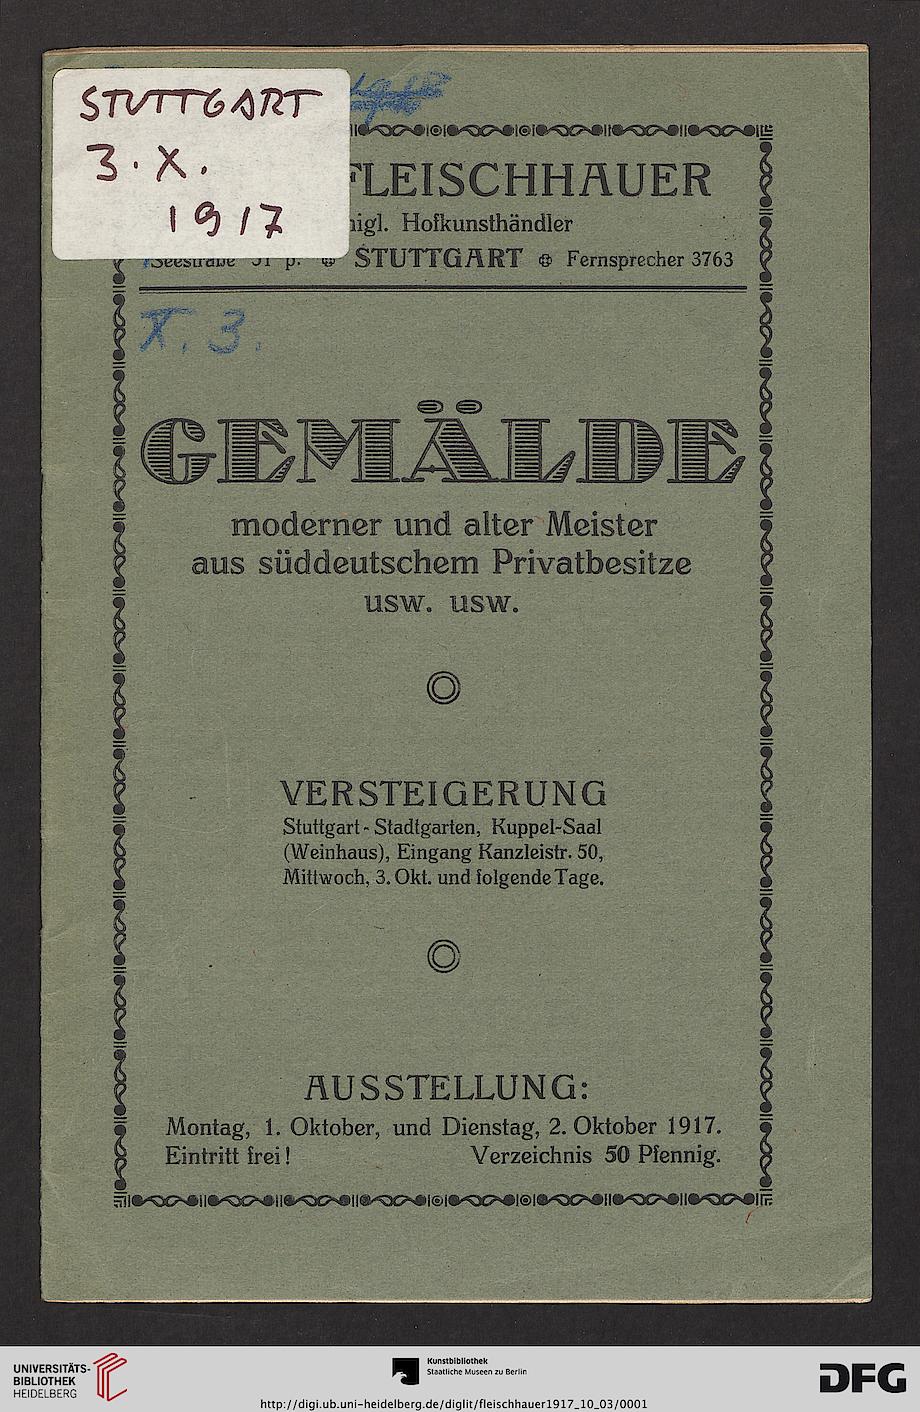 STUTTGART
3. X.
1917
FLEISCHHAUER
Hofkunsthändler
STUTTGART Fernsprecher 3763
X. 3.
GEMÄLDE
moderner und alter Meister
aus süddeutschem Privatbesitze
usw. usw.
VERSTEIGERUNG
Stuttgart-Stadtgarten, Kuppel-Saal
(Weinhaus), Eingang Kanzleistr. 50,
Mittwoch, 3. Okt. und folgende Tage.
AUSSTELLUNG:
Montag, 1. Oktober, und Dienstag, 2. Oktober 1917.
Eintritt frei! Verzeichnis 50 Pfennig.
UNIVERSITÄTS-
BIBLIOTHEK
HEIDELBERG
Kunstbibliothek
Staatliche Museen zu Berlin
DFG
http://digi.ub.uni-heidelberg.de/diglit/fleischhauer1917_10_03/0001